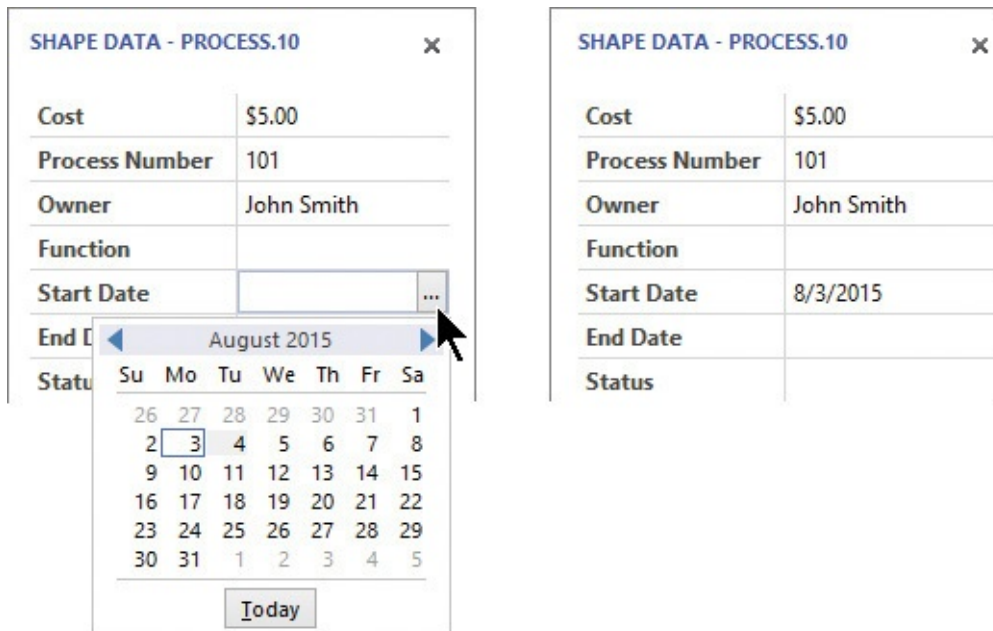 SHAPE DATA - PROCESS.10 ×
Cost $5.00
Process Number 101
Owner John Smith
Function
Start Date ...
End D
Statu
August 2015
Su Mo Tu We Th Fr Sa
26 27 28 29 30 31 1
2 3 4 5 6 7 8
9 10 11 12 13 14 15
16 17 18 19 20 21 22
23 24 25 26 27 28 29
30 31 1 2 3 4 5
Today
SHAPE DATA - PROCESS.10 ×
Cost $5.00
Process Number 101
Owner John Smith
Function
Start Date 8/3/2015
End Date
Status